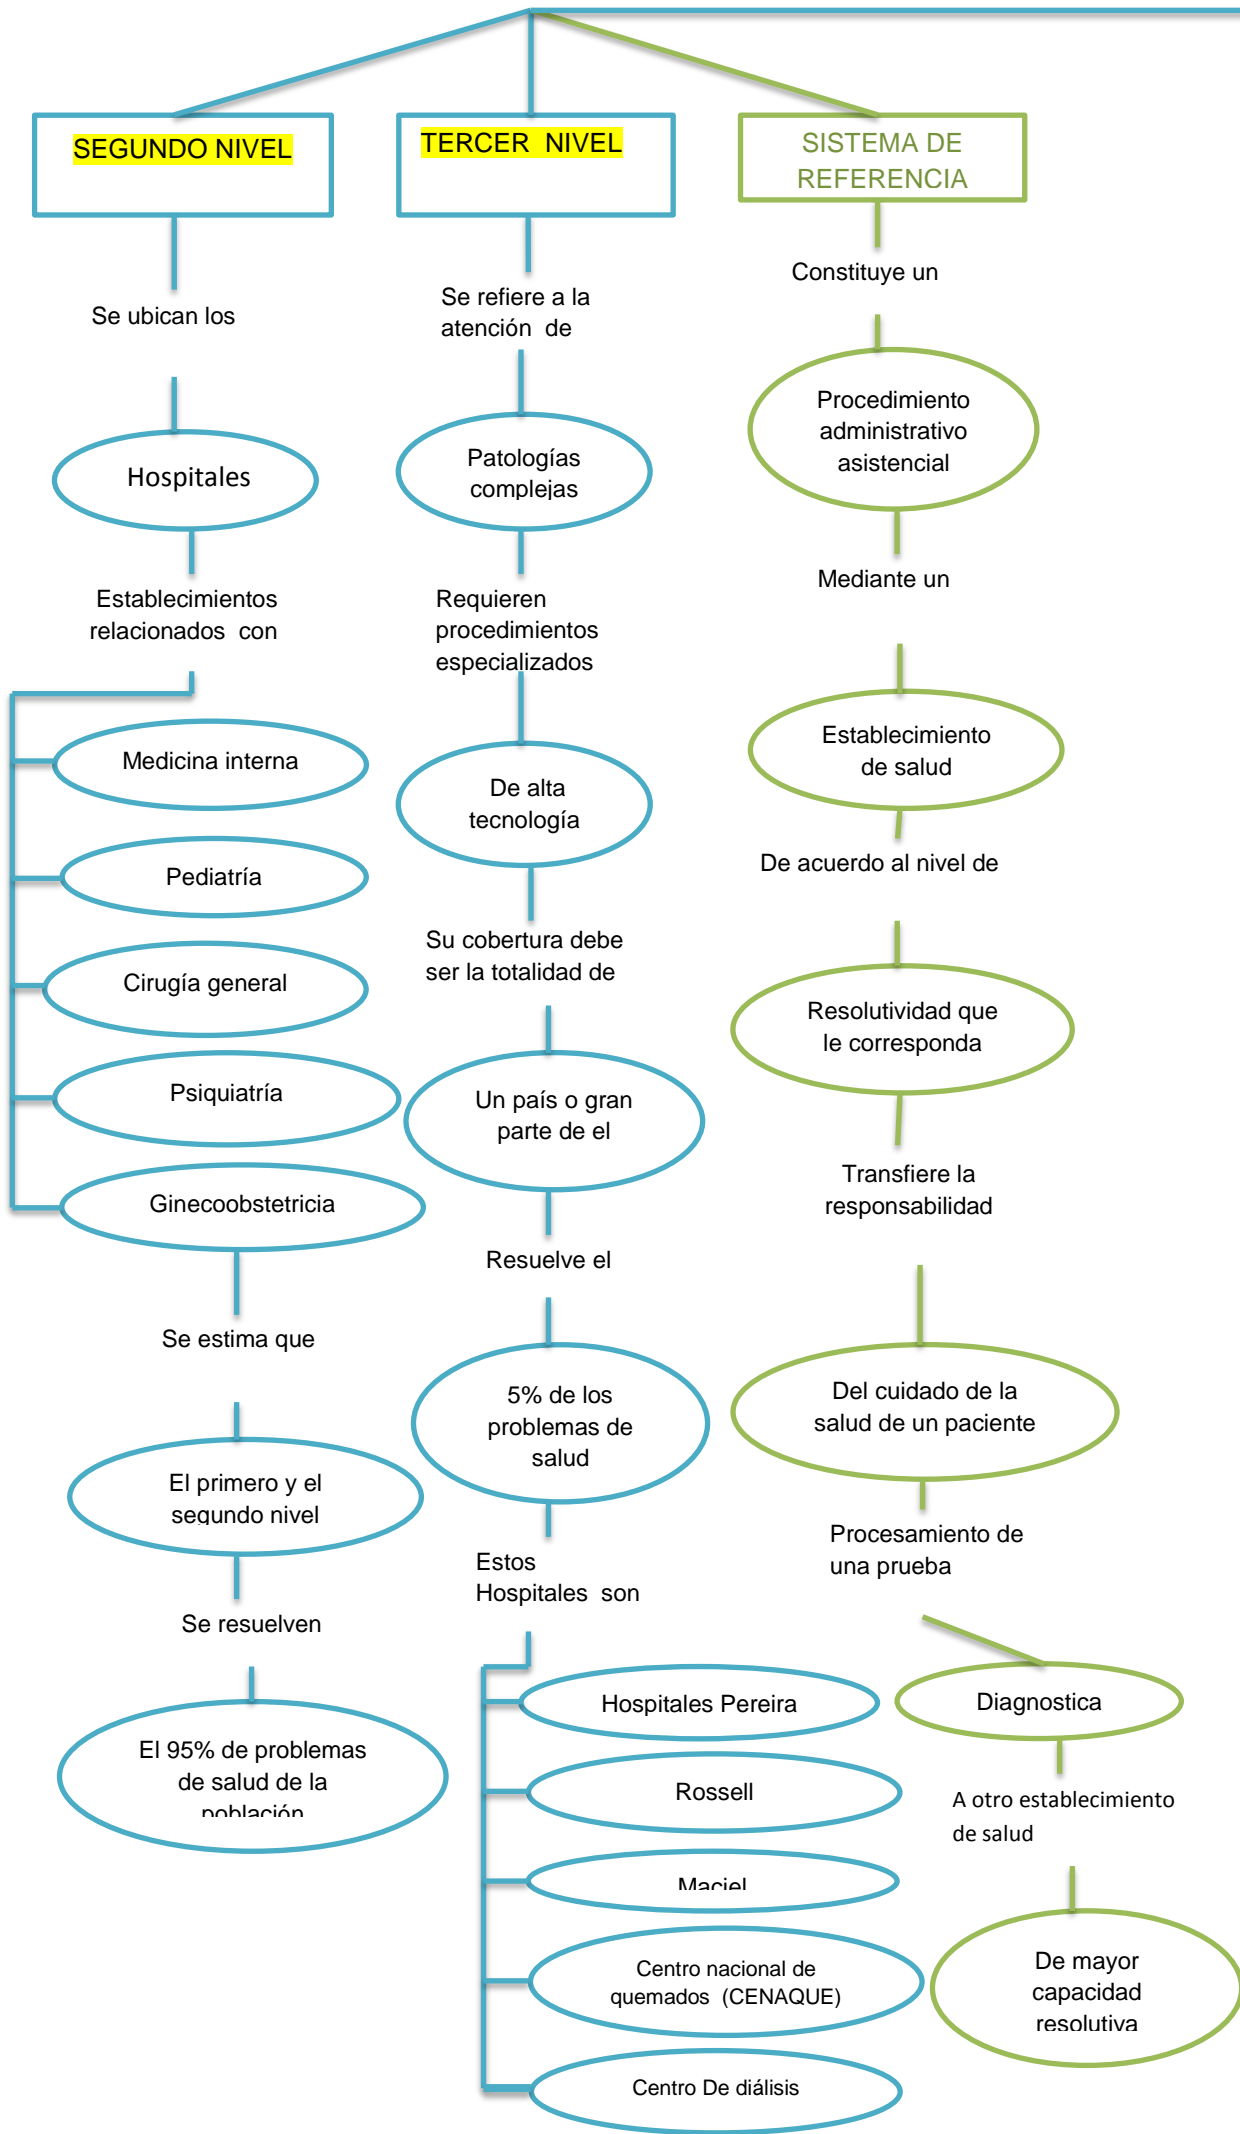 SEGUNDO NIVEL
Se ubican los
Hospitales
Establecimientos
relacionados con
Medicina interna
Pediatría
Cirugía general
Psiquiatría
Ginecoobstetricia
Se estima que
El primero y el
segundo nivel
Se resuelven
El 95% de problemas
de salud de la
población
TERCER NIVEL
Se refiere a la
atención de
Patologías
complejas
Requieren
procedimientos
especializados
De alta
tecnología
Su cobertura debe
ser la totalidad de
Un país o gran
parte de el
Resuelve el
5% de los
problemas de
salud
Estos
Hospitales son
Hospitales Pereira
Rossell
Maciel
Centro nacional de
quemados (CENAQUE)
Centro De diálisis
SISTEMA DE
REFERENCIA
Constituye un
Procedimiento
administrativo
asistencial
Mediante un
Establecimiento
de salud
De acuerdo al nivel de
Resolutividad que
le corresponda
Transfiere la
responsabilidad
Del cuidado de la
salud de un paciente
Procesamiento de
una prueba
Diagnostica
A otro establecimiento
de salud
De mayor
capacidad
resolutiva